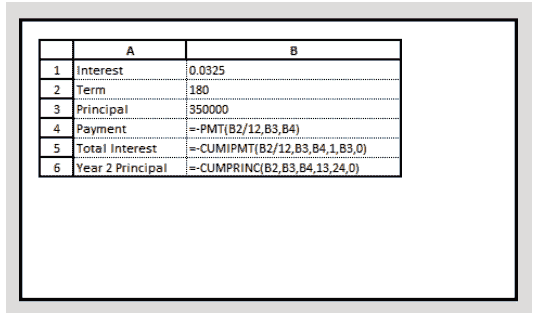 A B
1 Interest 0.0325
2 Term 180
3 Principal 350000
4 Payment =-PMT(B2/12,B3,B4)
5 Total Interest =-CUMIPMT(B2/12,B3,B4,1,B3,0)
6 Year 2 Principal =-CUMPRINC(B2,B3,B4,13,24,0)